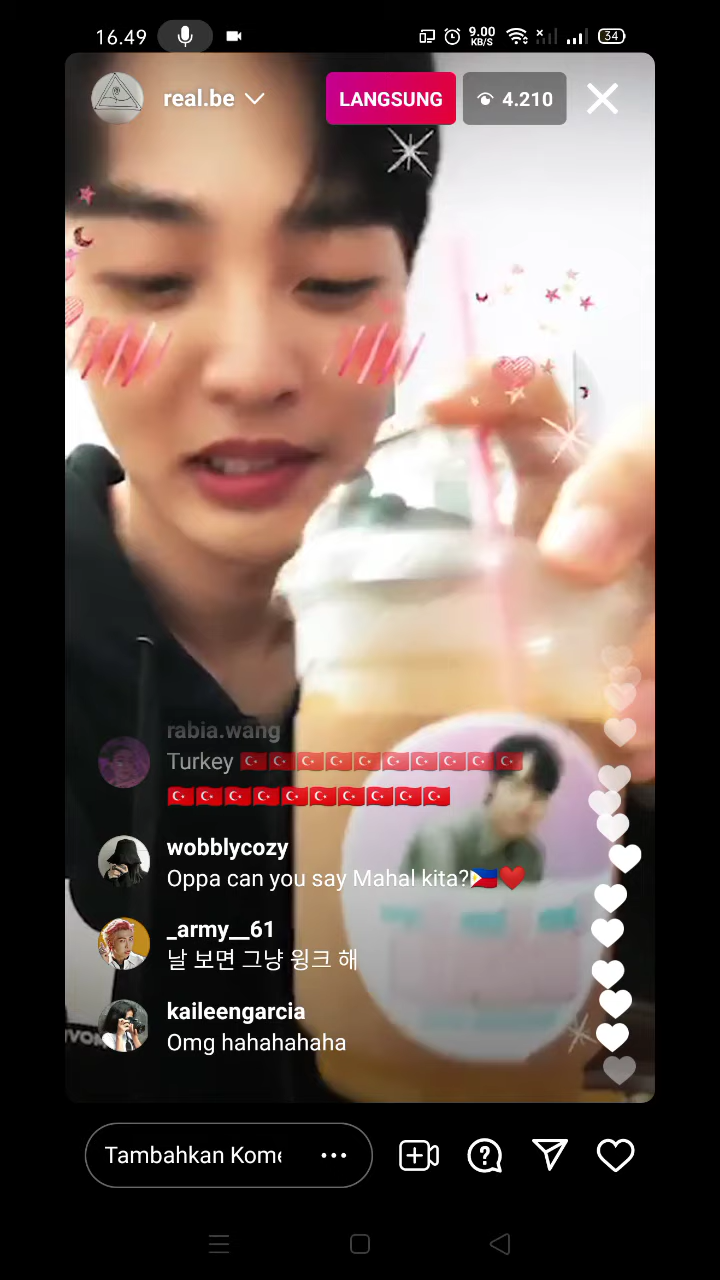 16.49
9.00
KB/S
34
real.be
LANGSUNG
4.210
rabia.wang
Turkey 🇹🇷🇹🇷🇹🇷🇹🇷🇹🇷🇹🇷🇹🇷🇹🇷🇹🇷🇹🇷
🇹🇷🇹🇷🇹🇷🇹🇷🇹🇷🇹🇷🇹🇷🇹🇷🇹🇷🇹🇷
wobblycozy
Oppa can you say Mahal kita?🇵🇭❤️
_army__61
날 보면 그냥 윙크 해
kaileengarcia
Omg hahahahaha
Tambahkan Kome